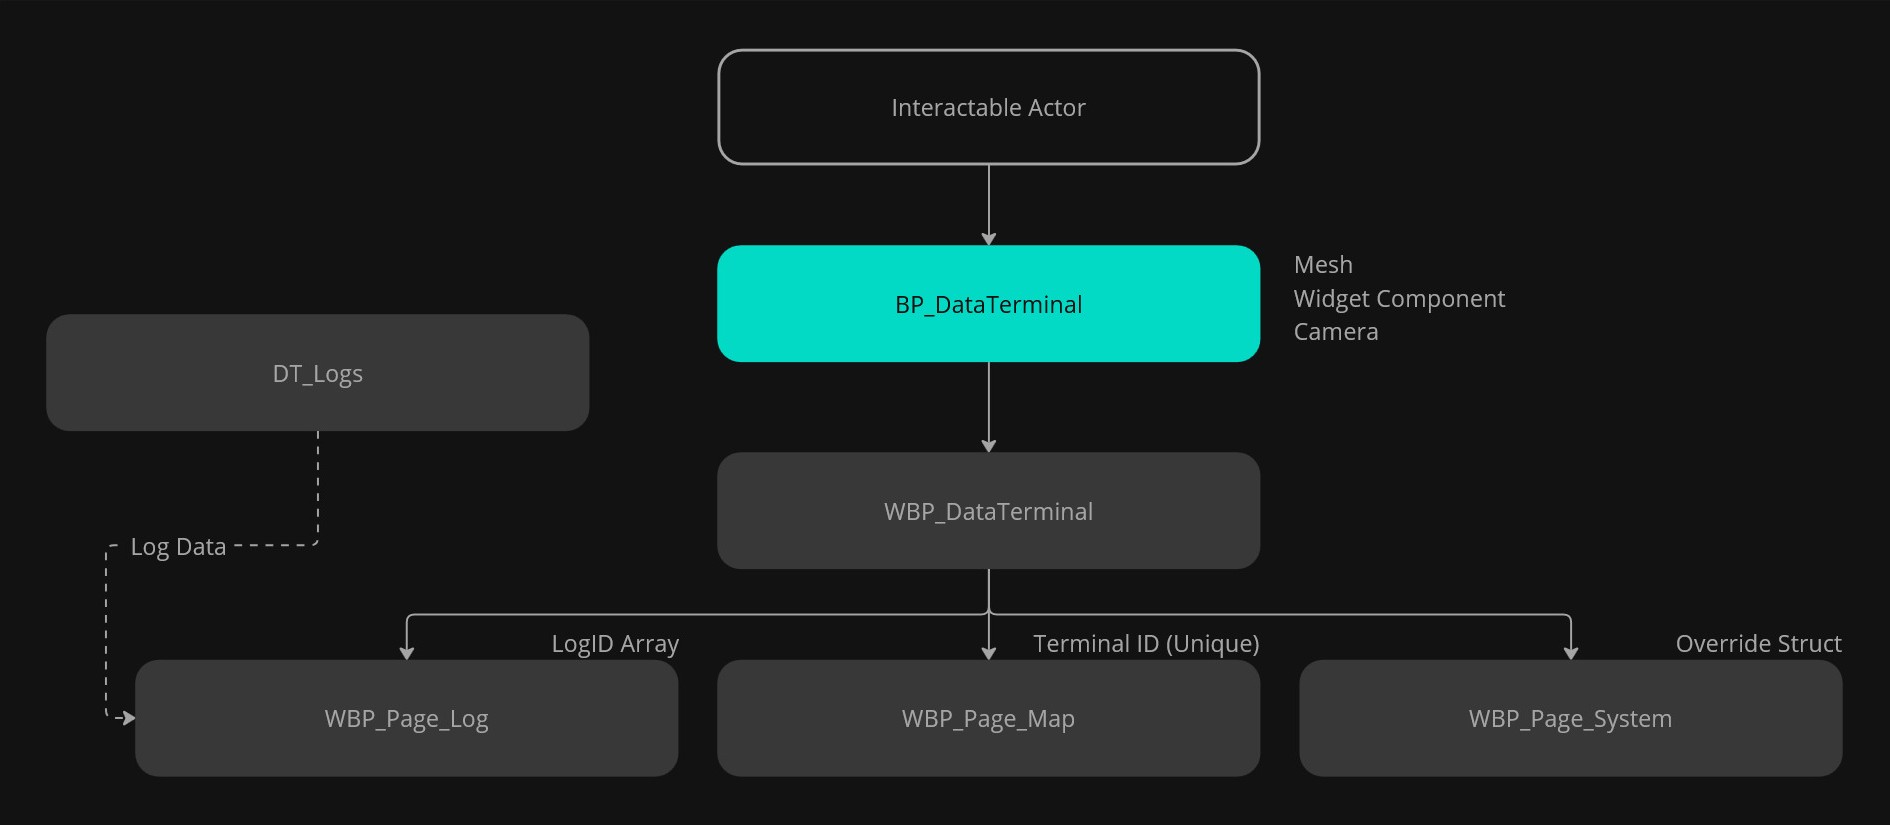 Interactable Actor
BP_DataTerminal
Mesh
Widget Component
Camera
DT_Logs
WBP_DataTerminal
Log Data
LogID Array
Terminal ID (Unique)
Override Struct
WBP_Page_Log
WBP_Page_Map
WBP_Page_System